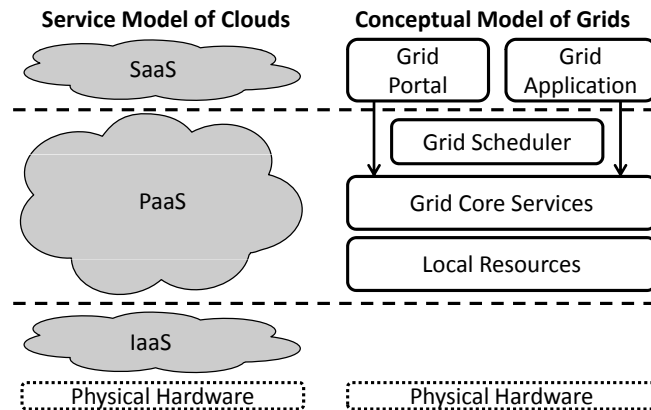 Service Model of Clouds
Conceptual Model of Grids
SaaS
Grid
Portal
Grid
Application
Grid Scheduler
PaaS
Grid Core Services
Local Resources
IaaS
Physical Hardware
Physical Hardware